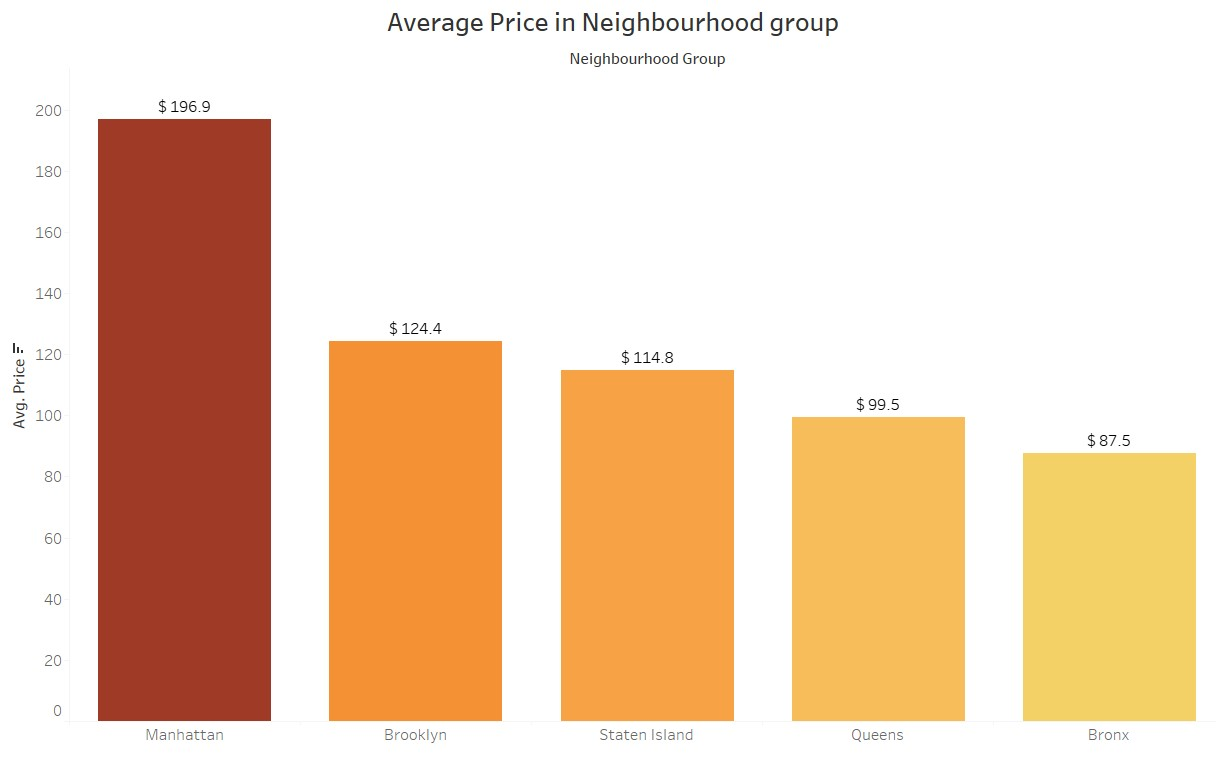 Average Price in Neighbourhood group
Neighbourhood Group
Avg. Price
200
180
160
140
120
100
80
60
40
20
0
$ 196.9
$ 124.4
$ 114.8
$ 99.5
$ 87.5
Manhattan
Brooklyn
Staten Island
Queens
Bronx